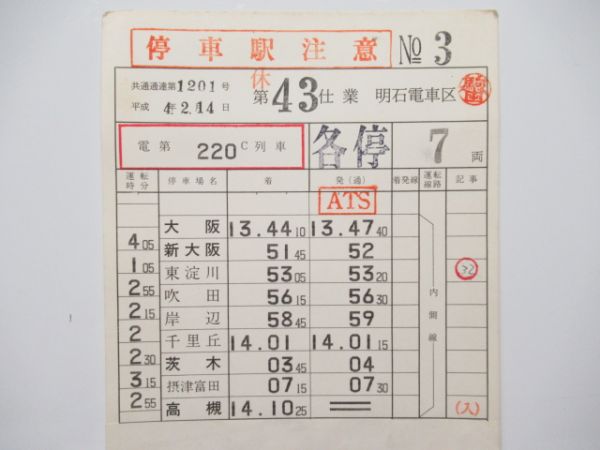 停車駅注意 No 3
休
共通通達第1201号
平成 4年2.14日
第43仕業 明石電車区
電第 220C列車 各停 7両
運転時分 停車場名 着 発(通) 着発線 運転線路 記事
ATS
大阪 13.44 10 13.47 40
4 05 新大阪 51 45 52
1 05 東淀川 53 05 53 20 32
2 55 吹田 56 15 56 30
2 15 岸辺 58 45 59
2 千里丘 14.01 14.01 15
2 30 茨木 03 45 04
3 15 摂津富田 07 15 07 30
2 55 高槻 14.10 25 (入)
内側線